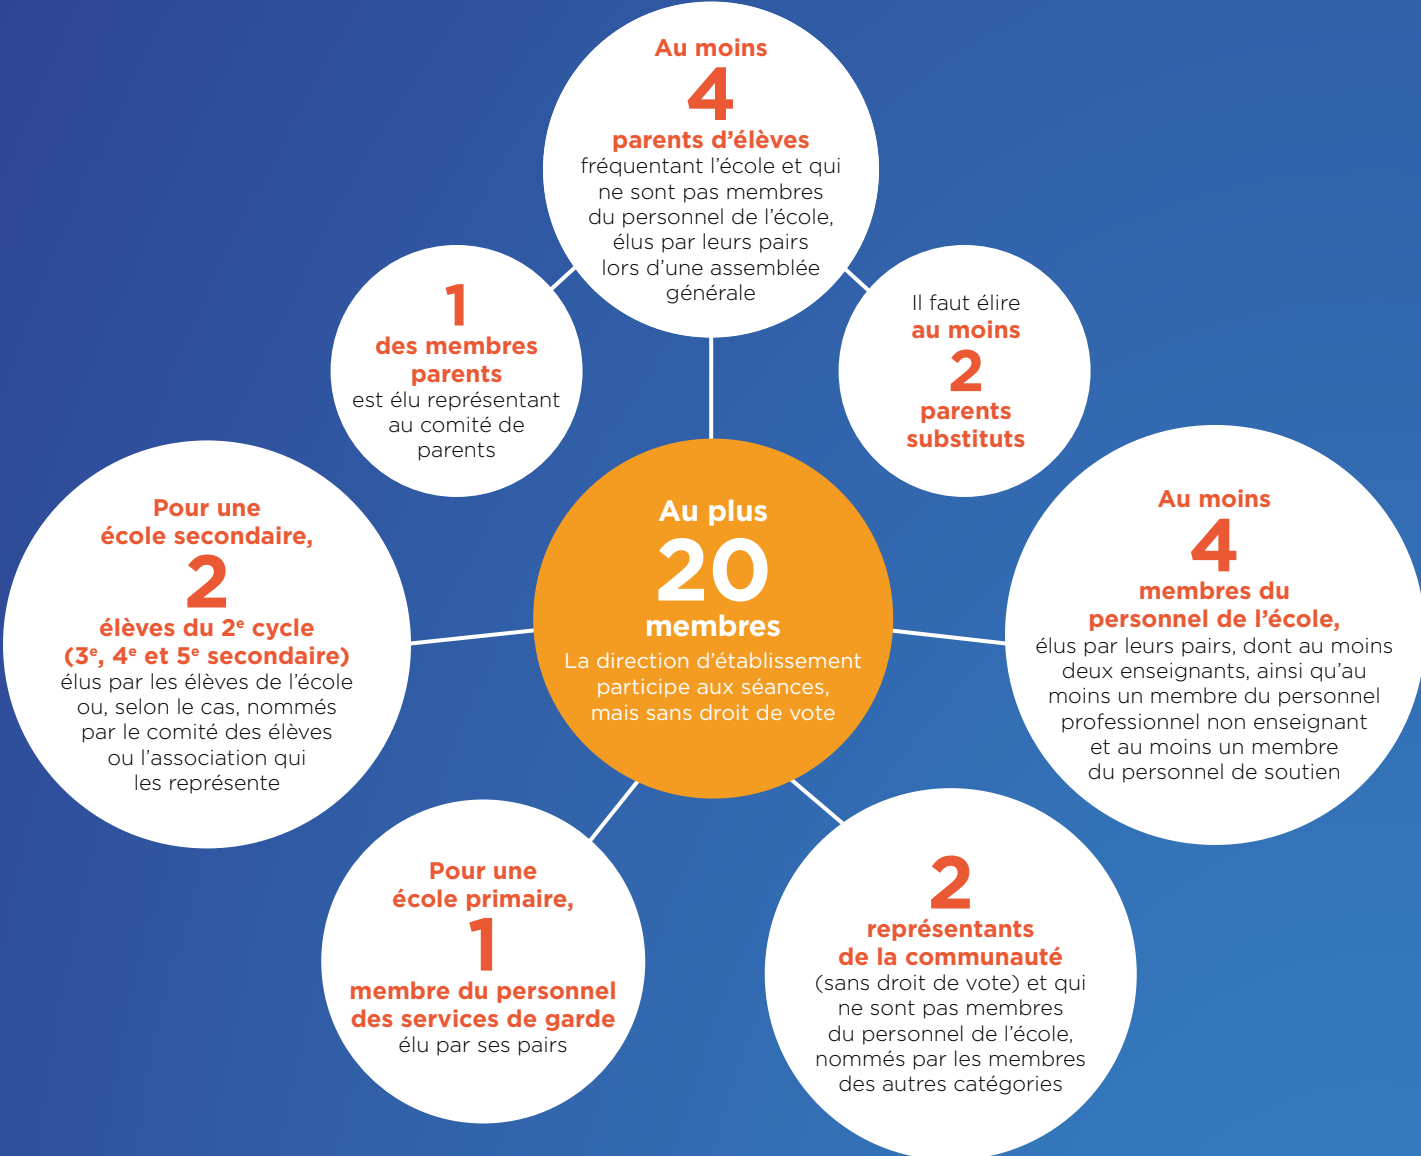 Au moins
4
parents d'élèves
fréquentant l'école et qui
ne sont pas membres
du personnel de l'école,
élus par leurs pairs
lors d'une assemblée
générale
1
des membres
parents
est élu représentant
au comité de
parents
Il faut élire
au moins
2
parents
substituts
Pour une
école secondaire,
2
élèves du 2e cycle
(3e, 4e et 5e secondaire)
élus par les élèves de l'école
ou, selon le cas, nommés
par le comité des élèves
ou l'association qui
les représente
Au plus
20
membres
La direction d'établissement
participe aux séances,
mais sans droit de vote
Au moins
4
membres du
personnel de l'école,
élus par leurs pairs, dont au moins
deux enseignants, ainsi qu'au
moins un membre du personnel
professionnel non enseignant
et au moins un membre
du personnel de soutien
Pour une
école primaire,
1
membre du personnel
des services de garde
élu par ses pairs
2
représentants
de la communauté
(sans droit de vote) et qui
ne sont pas membres
du personnel de l'école,
nommés par les membres
des autres catégories